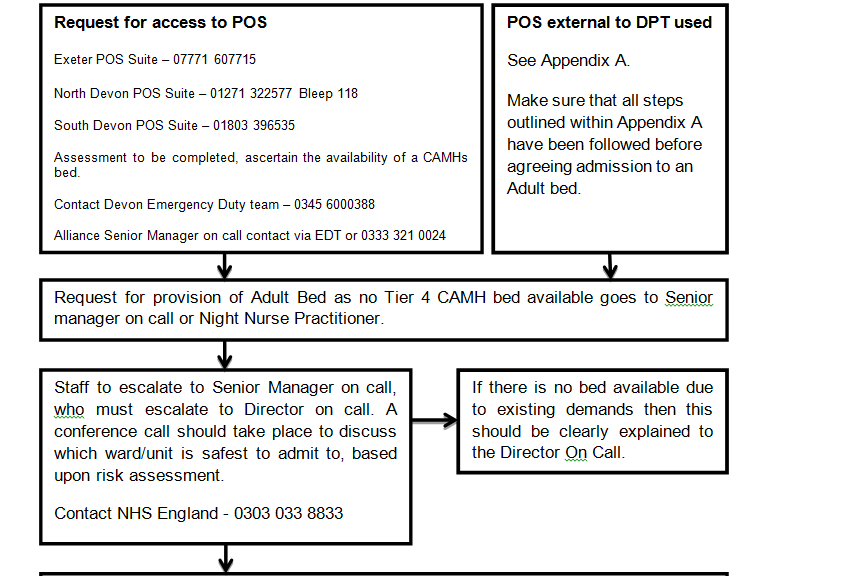 Request for access to POS
Exeter POS Suite – 07771 607715
North Devon POS Suite – 01271 322577 Bleep 118
South Devon POS Suite – 01803 396535
Assessment to be completed, ascertain the availability of a CAMHs
bed.
Contact Devon Emergency Duty team – 0345 6000388
Alliance Senior Manager on call contact via EDT or 0333 321 0024
POS external to DPT used
See Appendix A.
Make sure that all steps
outlined within Appendix A
have been followed before
agreeing admission to an
Adult bed.
Request for provision of Adult Bed as no Tier 4 CAMH bed available goes to Senior
manager on call or Night Nurse Practitioner.
Staff to escalate to Senior Manager on call,
who must escalate to Director on call. A
conference call should take place to discuss
which ward/unit is safest to admit to, based
upon risk assessment.
Contact NHS England - 0303 033 8833
If there is no bed available due
to existing demands then this
should be clearly explained to
the Director On Call.